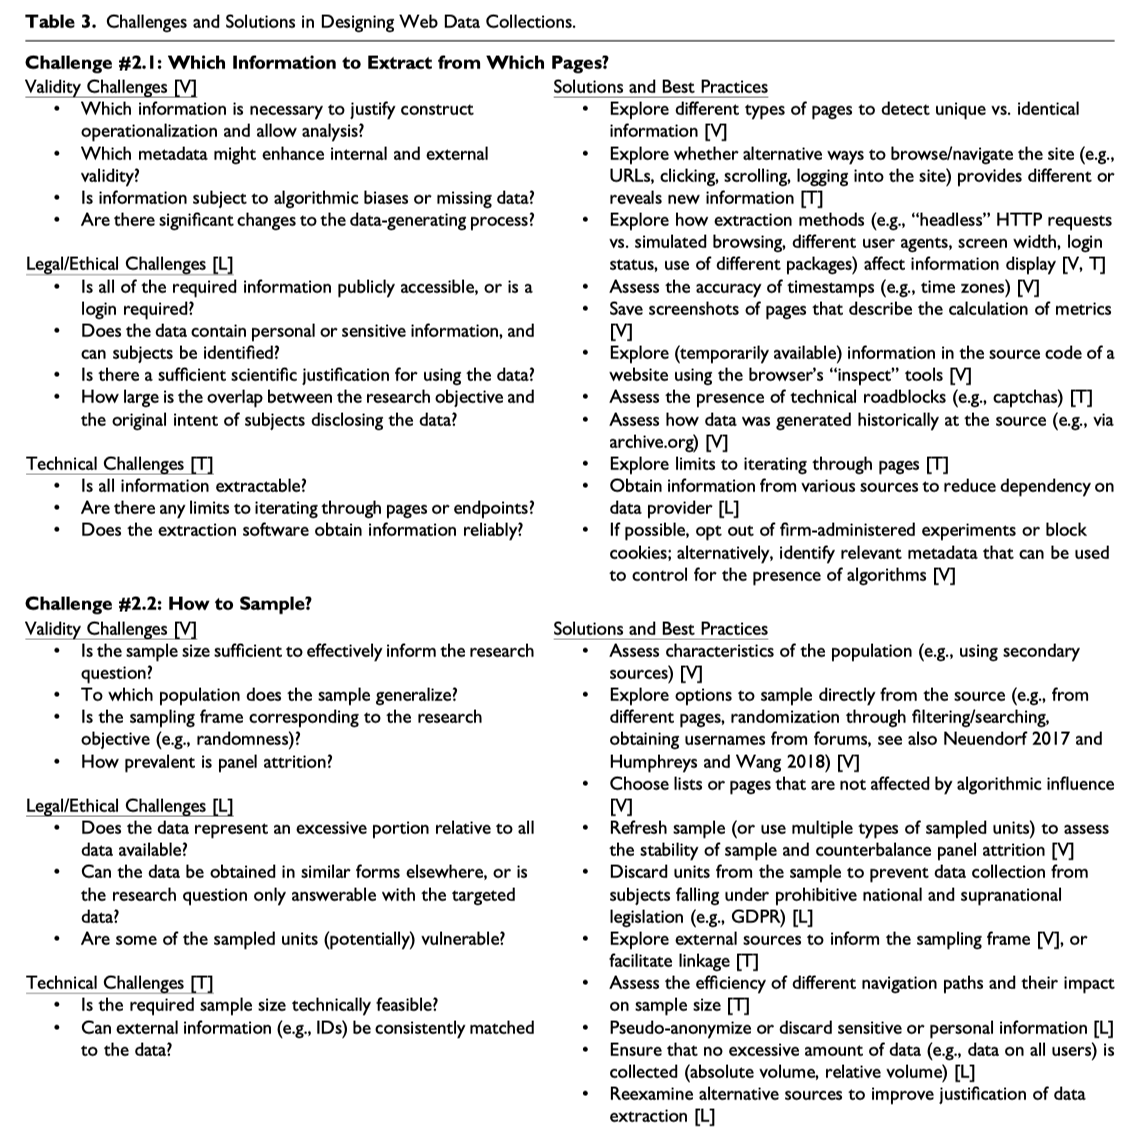 Table 3. Challenges and Solutions in Designing Web Data Collections.
Challenge #2.1: Which Information to Extract from Which Pages?
Validity Challenges [V]
• Which information is necessary to justify construct
operationalization and allow analysis?
• Which metadata might enhance internal and external
validity?
• Is information subject to algorithmic biases or missing data?
• Are there significant changes to the data-generating process?
Legal/Ethical Challenges [L]
• Is all of the required information publicly accessible, or is a
login required?
• Does the data contain personal or sensitive information, and
can subjects be identified?
• Is there a sufficient scientific justification for using the data?
• How large is the overlap between the research objective and
the original intent of subjects disclosing the data?
Technical Challenges [T]
• Is all information extractable?
• Are there any limits to iterating through pages or endpoints?
• Does the extraction software obtain information reliably?
Solutions and Best Practices
• Explore different types of pages to detect unique vs. identical
information [V]
• Explore whether alternative ways to browse/navigate the site (e.g.,
URLs, clicking, scrolling, logging into the site) provides different or
reveals new information [T]
• Explore how extraction methods (e.g., “headless” HTTP requests
vs. simulated browsing, different user agents, screen width, login
status, use of different packages) affect information display [V, T]
• Assess the accuracy of timestamps (e.g., time zones) [V]
• Save screenshots of pages that describe the calculation of metrics
[V]
• Explore (temporarily available) information in the source code of a
website using the browser’s “inspect” tools [V]
• Assess the presence of technical roadblocks (e.g., captchas) [T]
• Assess how data was generated historically at the source (e.g., via
archive.org) [V]
• Explore limits to iterating through pages [T]
• Obtain information from various sources to reduce dependency on
data provider [L]
• If possible, opt out of firm-administered experiments or block
cookies; alternatively, identify relevant metadata that can be used
to control for the presence of algorithms [V]
Challenge #2.2: How to Sample?
Validity Challenges [V]
• Is the sample size sufficient to effectively inform the research
question?
• To which population does the sample generalize?
• Is the sampling frame corresponding to the research
objective (e.g., randomness)?
• How prevalent is panel attrition?
Legal/Ethical Challenges [L]
• Does the data represent an excessive portion relative to all
data available?
• Can the data be obtained in similar forms elsewhere, or is
the research question only answerable with the targeted
data?
• Are some of the sampled units (potentially) vulnerable?
Technical Challenges [T]
• Is the required sample size technically feasible?
• Can external information (e.g., IDs) be consistently matched
to the data?
Solutions and Best Practices
• Assess characteristics of the population (e.g., using secondary
sources) [V]
• Explore options to sample directly from the source (e.g., from
different pages, randomization through filtering/searching,
obtaining usernames from forums, see also Neuendorf 2017 and
Humphreys and Wang 2018) [V]
• Choose lists or pages that are not affected by algorithmic influence
[V]
• Refresh sample (or use multiple types of sampled units) to assess
the stability of sample and counterbalance panel attrition [V]
• Discard units from the sample to prevent data collection from
subjects falling under prohibitive national and supranational
legislation (e.g., GDPR) [L]
• Explore external sources to inform the sampling frame [V], or
facilitate linkage [T]
• Assess the efficiency of different navigation paths and their impact
on sample size [T]
• Pseudo-anonymize or discard sensitive or personal information [L]
• Ensure that no excessive amount of data (e.g., data on all users) is
collected (absolute volume, relative volume) [L]
• Reexamine alternative sources to improve justification of data
extraction [L]